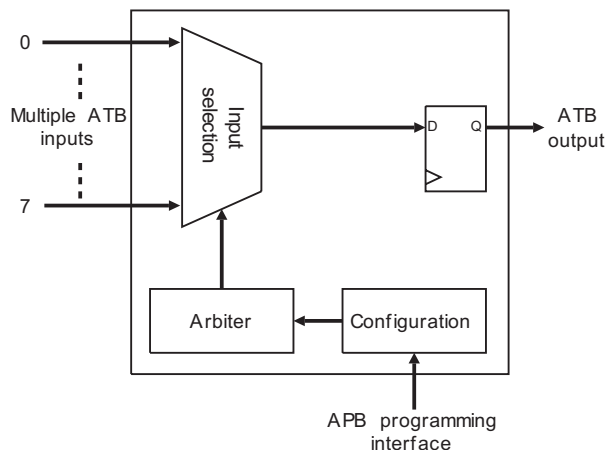 0
Multiple ATB
inputs
7
Input
selection
D
Q
ATB
output
Arbiter
Configuration
APB programming
interface